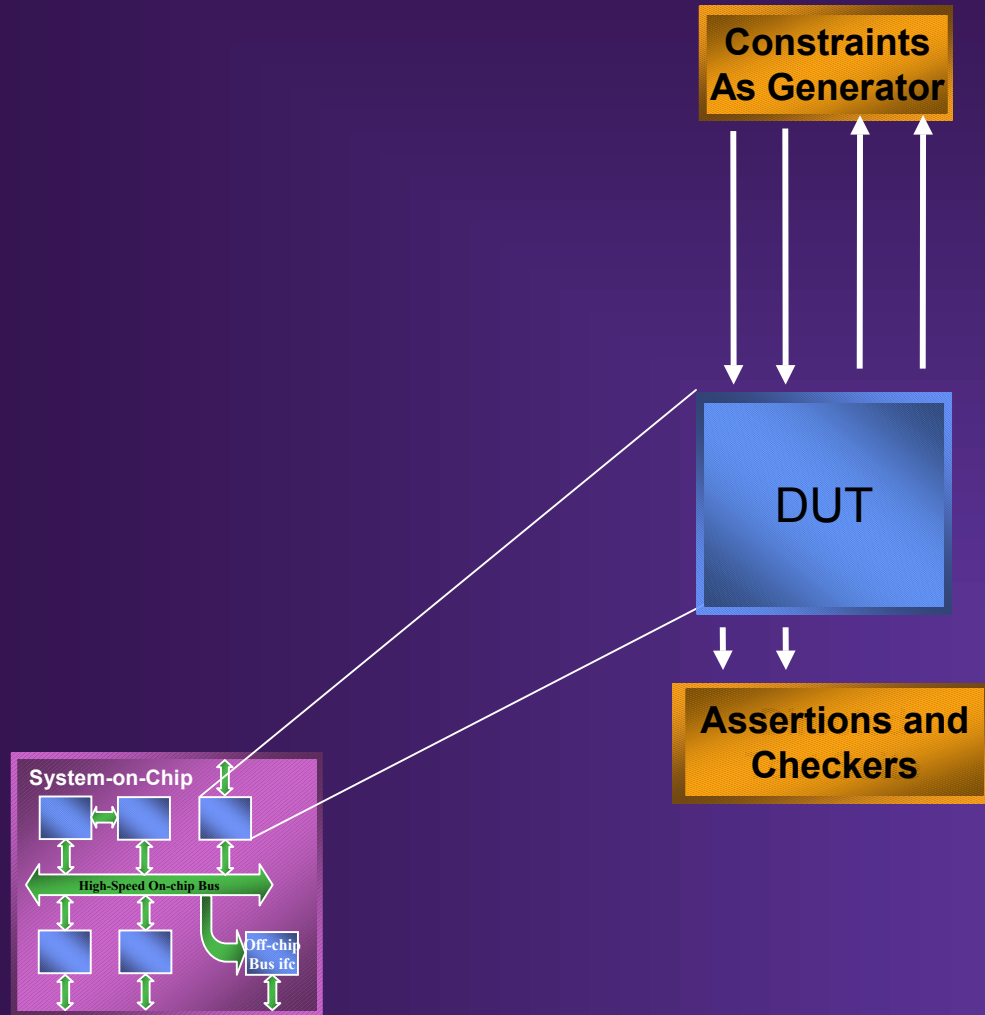 Constraints
As Generator
DUT
Assertions and
Checkers
System-on-Chip
High-Speed On-chip Bus
Off-chip
Bus ifc